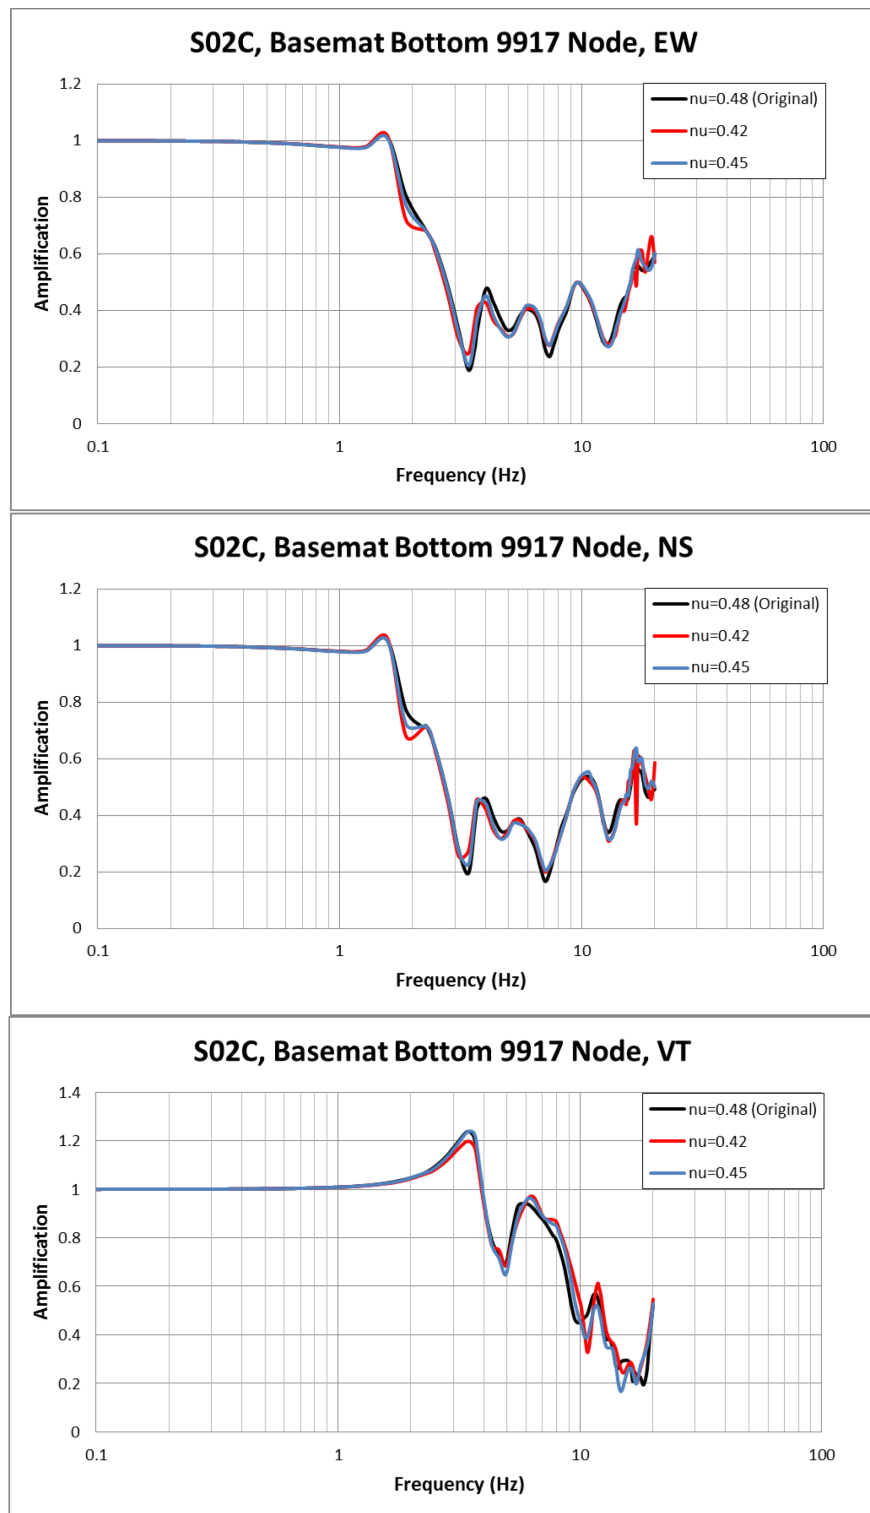 S02C, Basemat Bottom 9917 Node, EW
1.2
nu=0.48 (Original)
1
nu=0.42
nu=0.45
0.8
Amplification
0.6
0.4
0.2
0
0.1
1
10
100
Frequency (Hz)
S02C, Basemat Bottom 9917 Node, NS
1.2
nu=0.48 (Original)
1
nu=0.42
nu=0.45
0.8
Amplification
0.6
0.4
0.2
0
0.1
1
10
100
Frequency (Hz)
S02C, Basemat Bottom 9917 Node, VT
1.4
nu=0.48 (Original)
1.2
nu=0.42
nu=0.45
1
0.8
Amplification
0.6
0.4
0.2
0
0.1
1
10
100
Frequency (Hz)